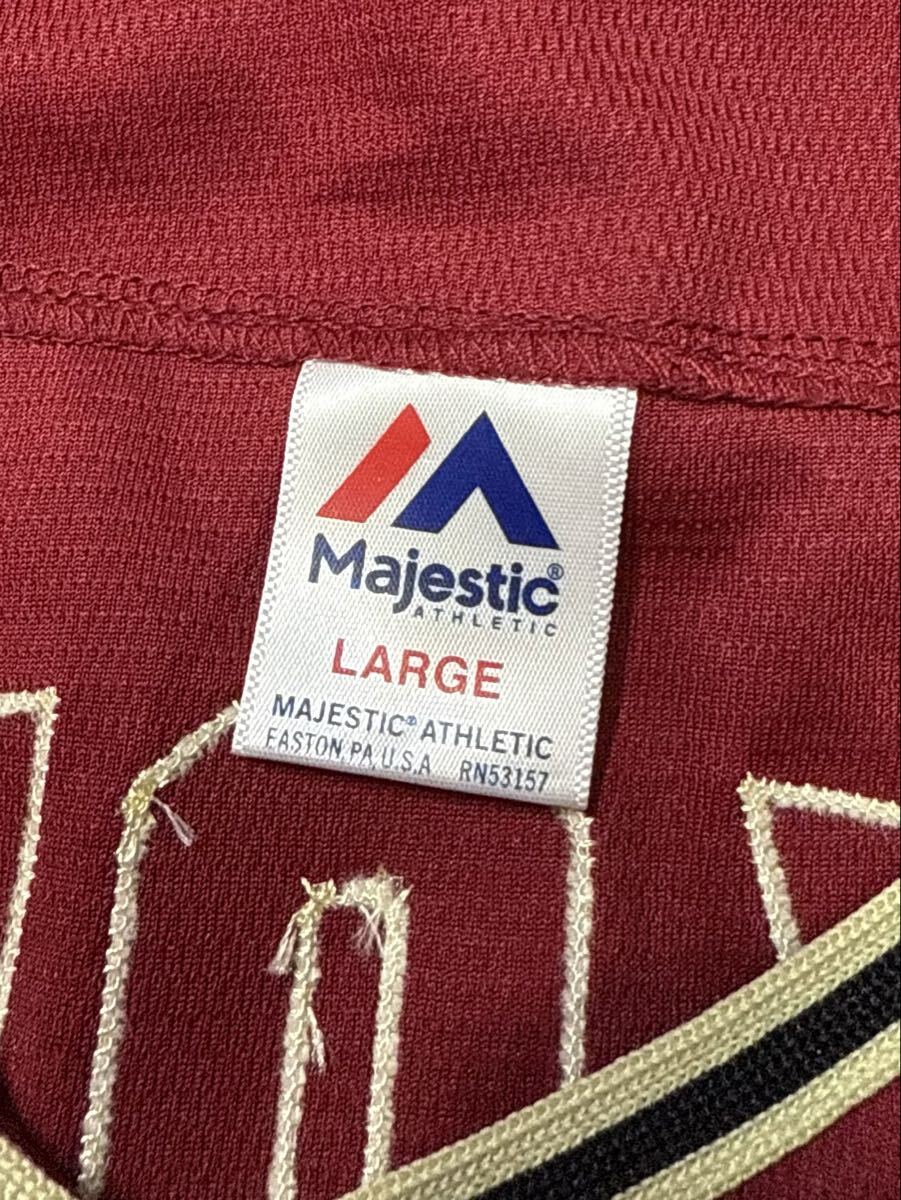 Majestic®
ATHLETIC
LARGE
MAJESTIC® ATHLETIC
EASTON, PA, U.S.A RN53157